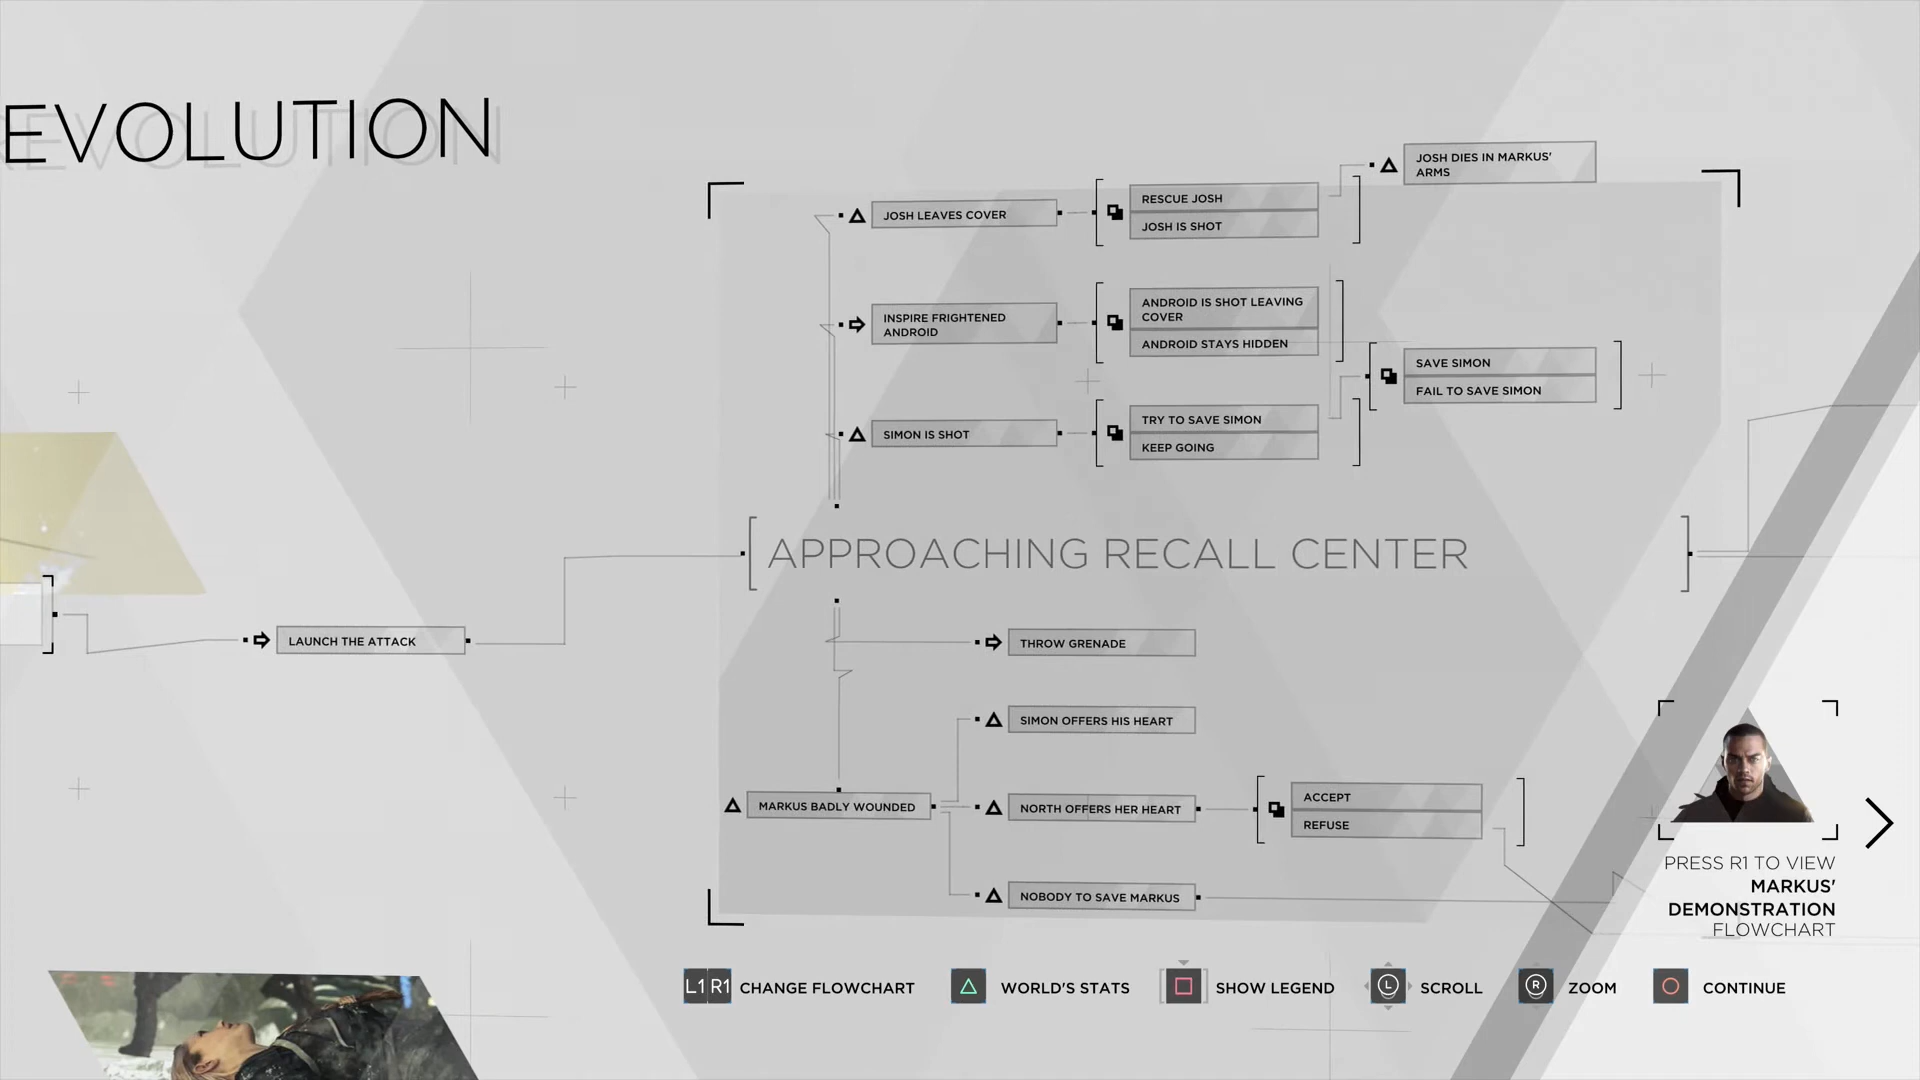 EVOLUTION
JOSH DIES IN MARKUS'
ARMS
JOSH LEAVES COVER
RESCUE JOSH
JOSH IS SHOT
INSPIRE FRIGHTENED
ANDROID
ANDROID IS SHOT LEAVING
COVER
ANDROID STAYS HIDDEN
SAVE SIMON
FAIL TO SAVE SIMON
SIMON IS SHOT
TRY TO SAVE SIMON
KEEP GOING
APPROACHING RECALL CENTER
LAUNCH THE ATTACK
THROW GRENADE
SIMON OFFERS HIS HEART
MARKUS BADLY WOUNDED
NORTH OFFERS HER HEART
ACCEPT
REFUSE
NOBODY TO SAVE MARKUS
PRESS R1 TO VIEW
MARKUS'
DEMONSTRATION
FLOWCHART
L1 R1 CHANGE FLOWCHART
WORLD'S STATS
SHOW LEGEND
L SCROLL
R ZOOM
CONTINUE